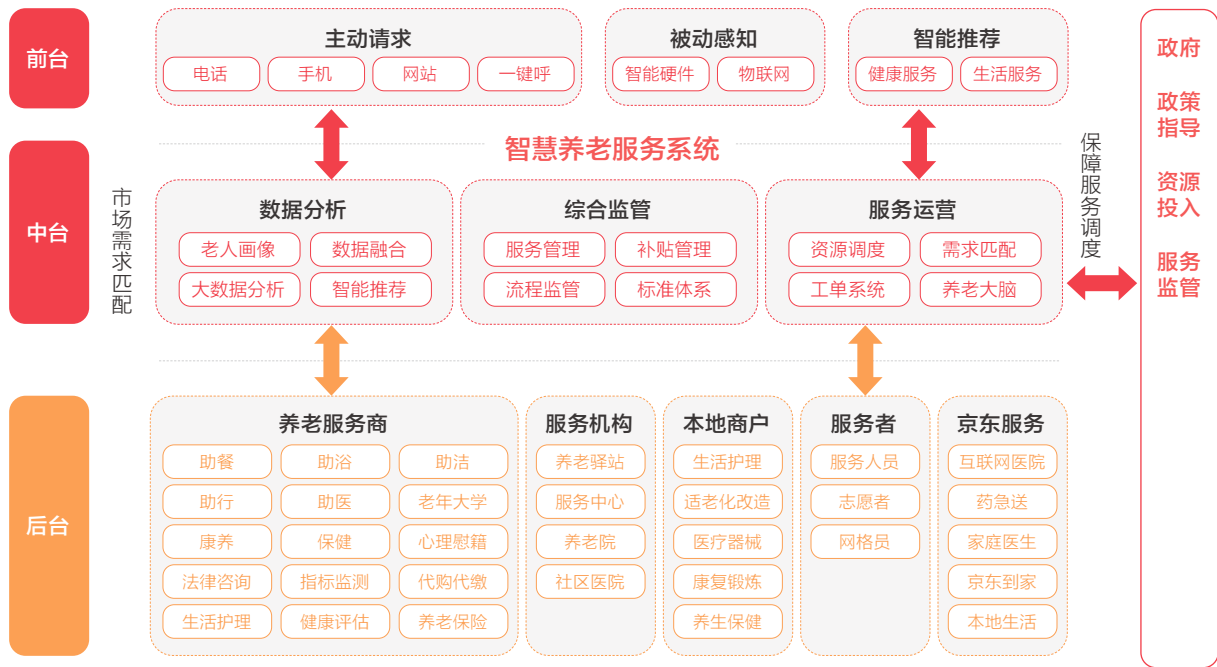 前台
主动请求
电话
手机
网站
一键呼
被动感知
智能硬件
物联网
智能推荐
健康服务
生活服务
智慧养老服务系统
中台
市场需求匹配
数据分析
老人画像
数据融合
大数据分析
智能推荐
综合监管
服务管理
补贴管理
流程监管
标准体系
服务运营
资源调度
需求匹配
工单系统
养老大脑
保障服务调度
政府
政策
指导
资源
投入
服务
监管
后台
养老服务商
助餐
助浴
助洁
助行
助医
老年大学
康养
保健
心理慰籍
法律咨询
指标监测
代购代缴
生活护理
健康评估
养老保险
服务机构
养老驿站
服务中心
养老院
社区医院
本地商户
生活护理
适老化改造
医疗器械
康复锻炼
养生保健
服务者
服务人员
志愿者
网格员
京东服务
互联网医院
药急送
家庭医生
京东到家
本地生活